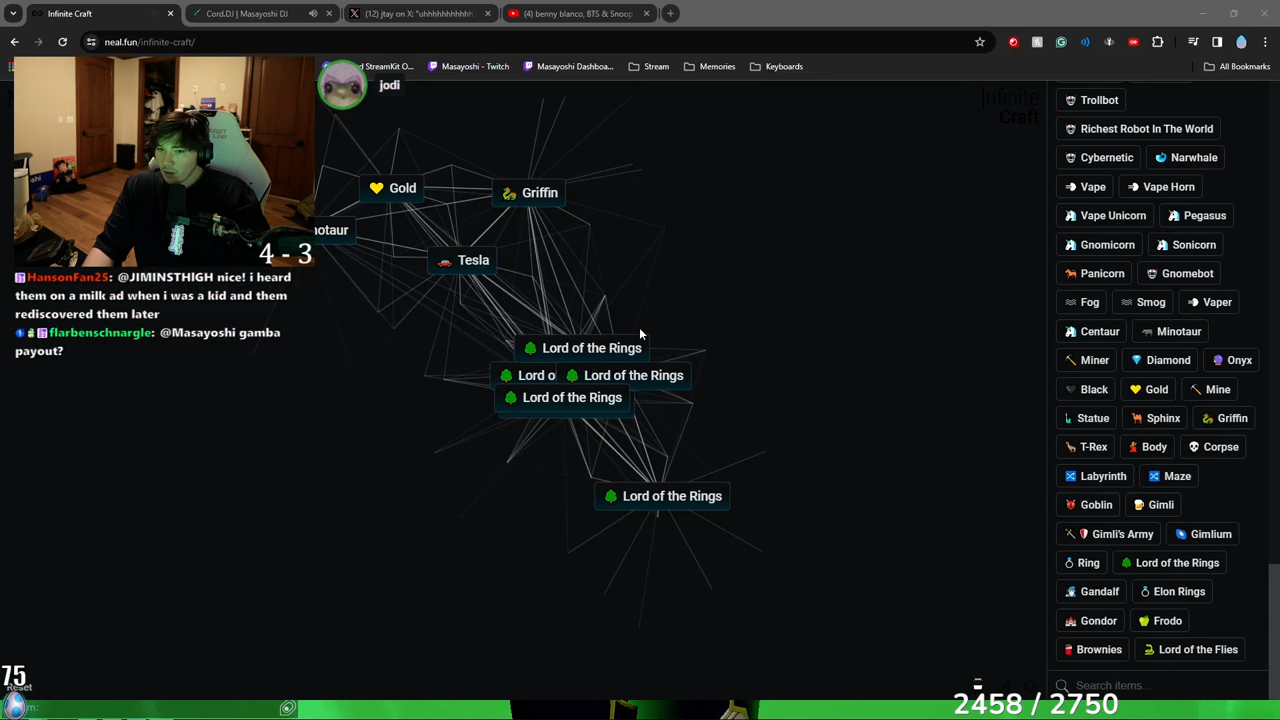 Infinite Craft
Cord.DJ | Masayoshi DJ
(12) jtay on X: "uhhhhhhhhhh
(4) benny blanco, BTS & Snoop
neal.fun/infinite-craft/
StreamKit O...
Masayoshi - Twitch
Masayoshi Dashboa...
Stream
Memories
Keyboards
All Bookmarks
jodi
4 - 3
HansonFan25: @JIMINSTHIGH nice! i heard
them on a milk ad when i was a kid and them
rediscovered them later
flarbenschnargle: @Masayoshi gamba
payout?
Infinite
Craft
Gold
Griffin
notaur
Tesla
Lord of the Rings
Lord o
Lord of the Rings
Lord of the Rings
Lord of the Rings
Trollbot
Richest Robot In The World
Cybernetic
Narwhale
Vape
Vape Horn
Vape Unicorn
Pegasus
Gnomicorn
Sonicorn
Panicorn
Gnomebot
Fog
Smog
Vaper
Centaur
Minotaur
Miner
Diamond
Onyx
Black
Gold
Mine
Statue
Sphinx
Griffin
T-Rex
Body
Corpse
Labyrinth
Maze
Goblin
Gimli
Gimli's Army
Gimlium
Ring
Lord of the Rings
Gandalf
Elon Rings
Gondor
Frodo
Brownies
Lord of the Flies
Search items...
75
Reset
2458 / 2750